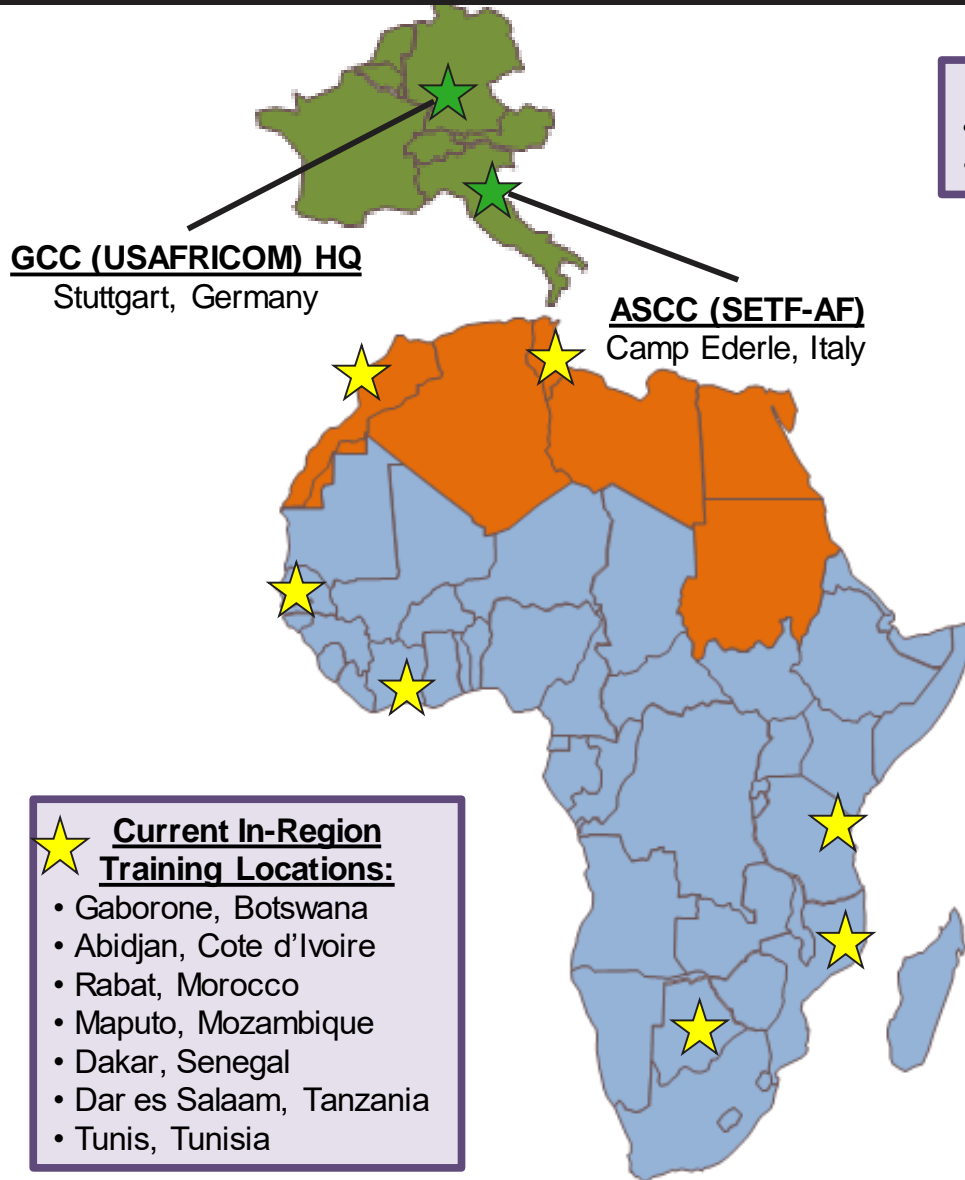 GCC (USAFRICOM) HQ
Stuttgart, Germany
ASCC (SETF-AF)
Camp Ederle, Italy
Current In-Region
Training Locations:
• Gaborone, Botswana
• Abidjan, Cote d’Ivoire
• Rabat, Morocco
• Maputo, Mozambique
• Dakar, Senegal
• Dar es Salaam, Tanzania
• Tunis, Tunisia